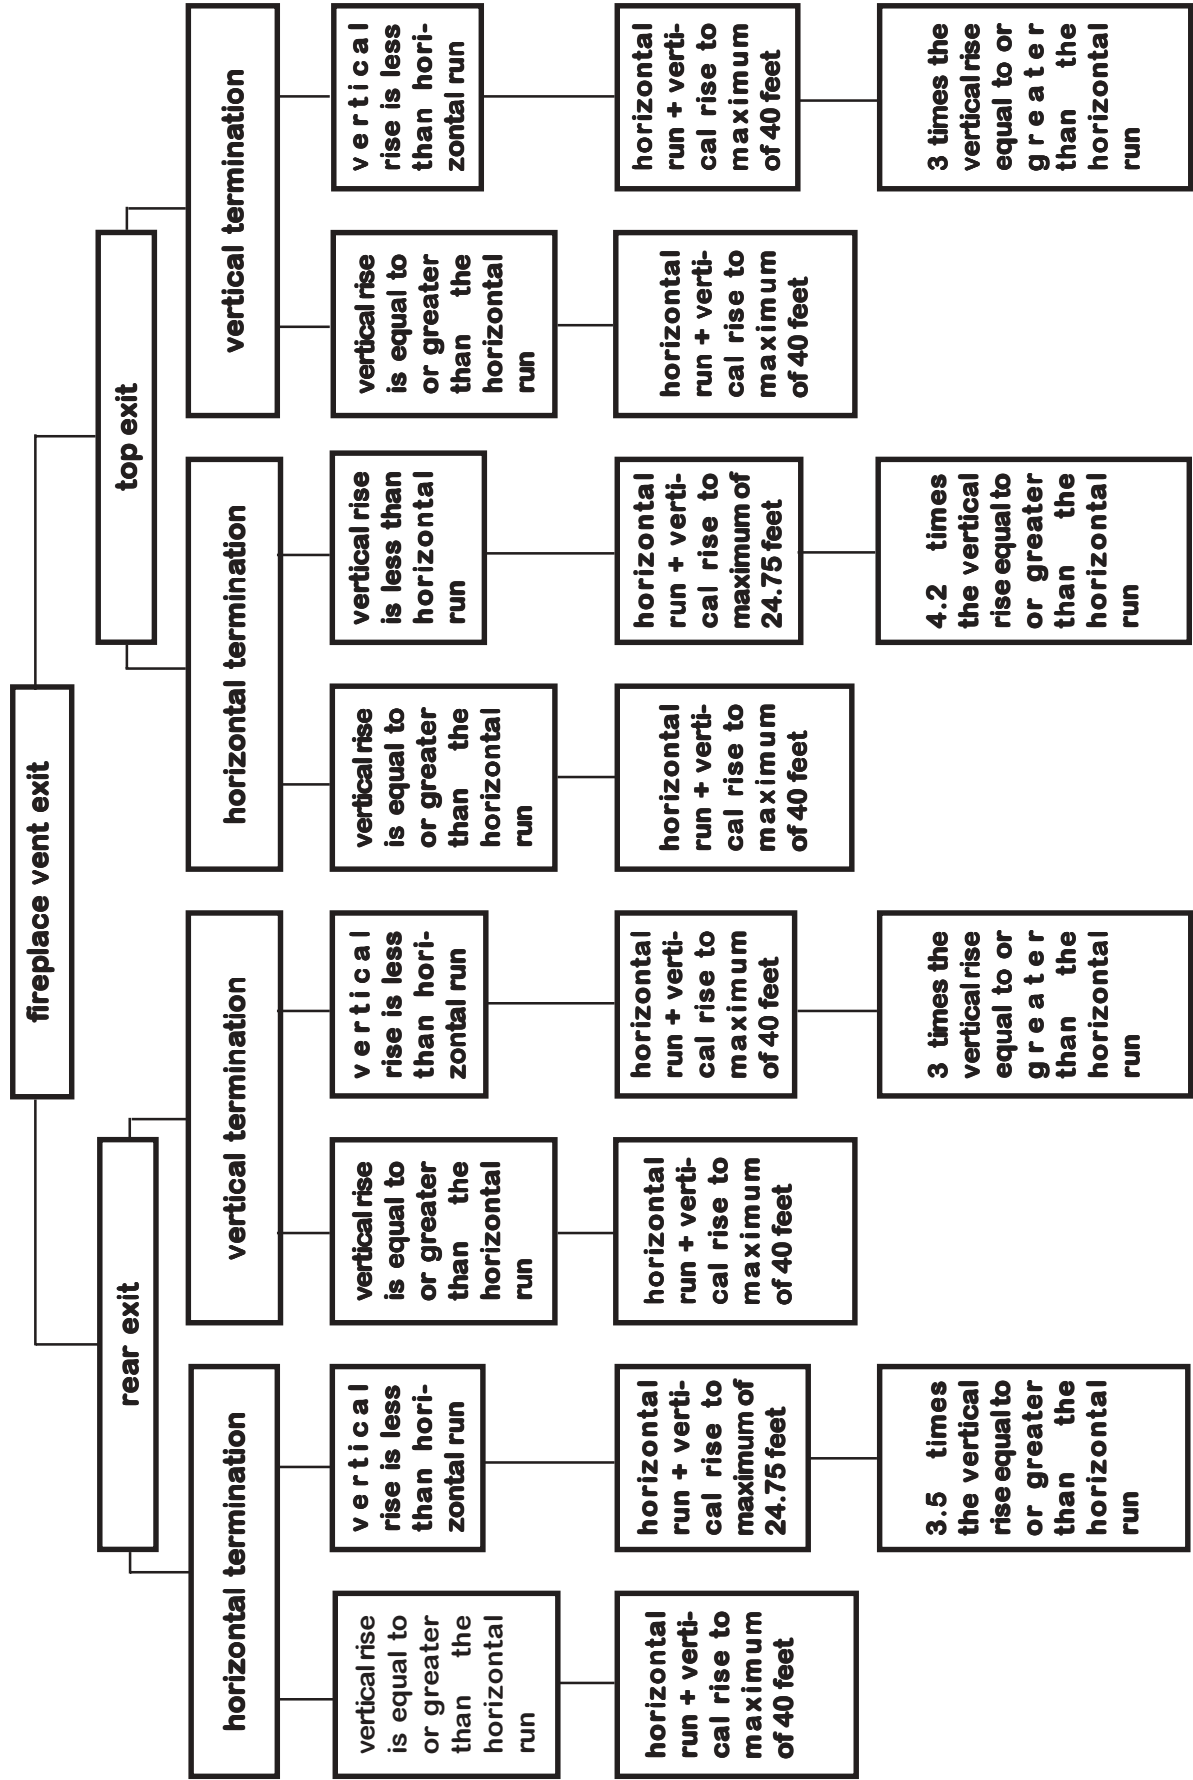 fireplace vent exit
rear exit
top exit
horizontal termination
vertical termination
horizontal termination
vertical termination
vertical rise
is equal to
or greater
than the
horizontal
run
vertical
rise is less
than hori-
zontal run
vertical rise
is equal to
or greater
than the
horizontal
run
vertical
rise is less
than hori-
zontal run
vertical rise
is equal to
or greater
than the
horizontal
run
vertical rise
is less than
horizontal
run
vertical rise
is equal to
or greater
than the
horizontal
run
vertical
rise is less
than hori-
zontal run
horizontal
run + verti-
cal rise to
maximum
of 40 feet
horizontal
run + verti-
cal rise to
maximum of
24.75 feet
horizontal
run + verti-
cal rise to
maximum
of 40 feet
horizontal
run + verti-
cal rise to
maximum
of 40 feet
horizontal
run + verti-
cal rise to
maximum
of 40 feet
horizontal
run + verti-
cal rise to
maximum of
24.75 feet
horizontal
run + verti-
cal rise to
maximum
of 40 feet
horizontal
run + verti-
cal rise to
maximum
of 40 feet
3.5 times
the vertical
rise equal to
or greater
than the
horizontal
run
3 times the
vertical rise
equal to or
greater
than the
horizontal
run
4.2 times
the vertical
rise equal to
or greater
than the
horizontal
run
3 times the
vertical rise
equal to or
greater
than the
horizontal
run